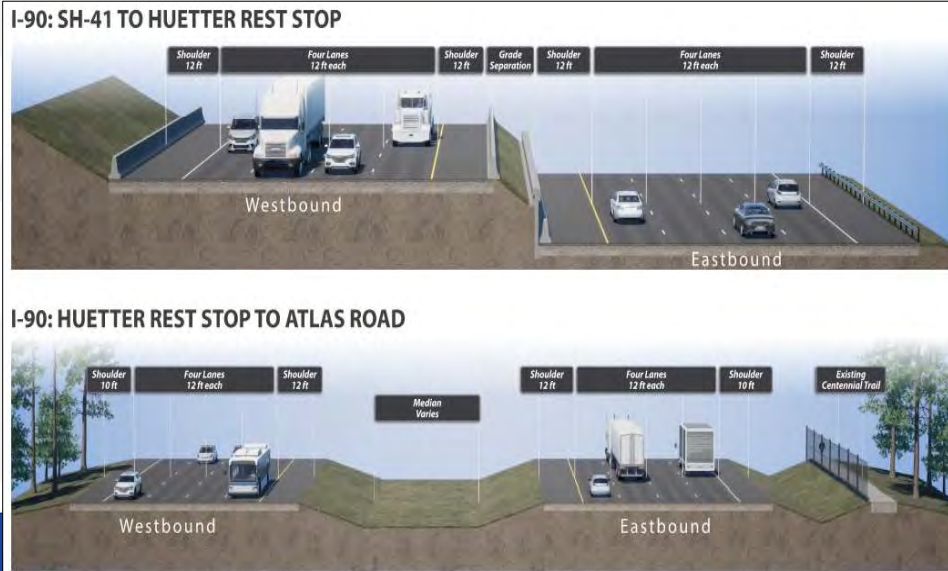 I-90: SH-41 TO HUETTER REST STOP
Shoulder
12 ft
Four Lanes
12 ft each
Shoulder
12 ft
Grade
Separation
Shoulder
12 ft
Four Lanes
12 ft each
Shoulder
12 ft
Westbound
Eastbound
I-90: HUETTER REST STOP TO ATLAS ROAD
Shoulder
10 ft
Four Lanes
12 ft each
Shoulder
12 ft
Median
Varies
Shoulder
12 ft
Four Lanes
12 ft each
Shoulder
10 ft
Existing
Centennial Trail
Westbound
Eastbound